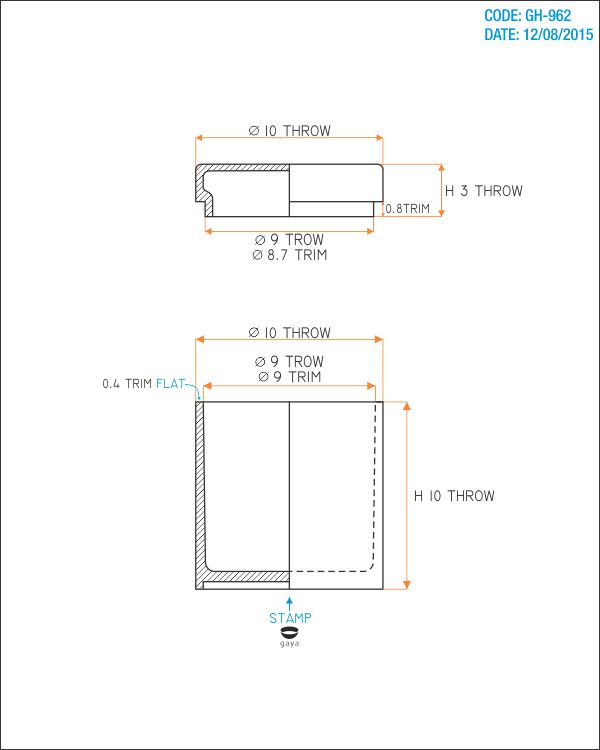 CODE: GH-962
DATE: 12/08/2015
Ø 10 THROW
H 3 THROW
0.8TRIM
Ø 9 TROW
Ø 8.7 TRIM
Ø 10 THROW
Ø 9 TROW
Ø 9 TRIM
0.4 TRIM FLAT
H 10 THROW
STAMP
gaya